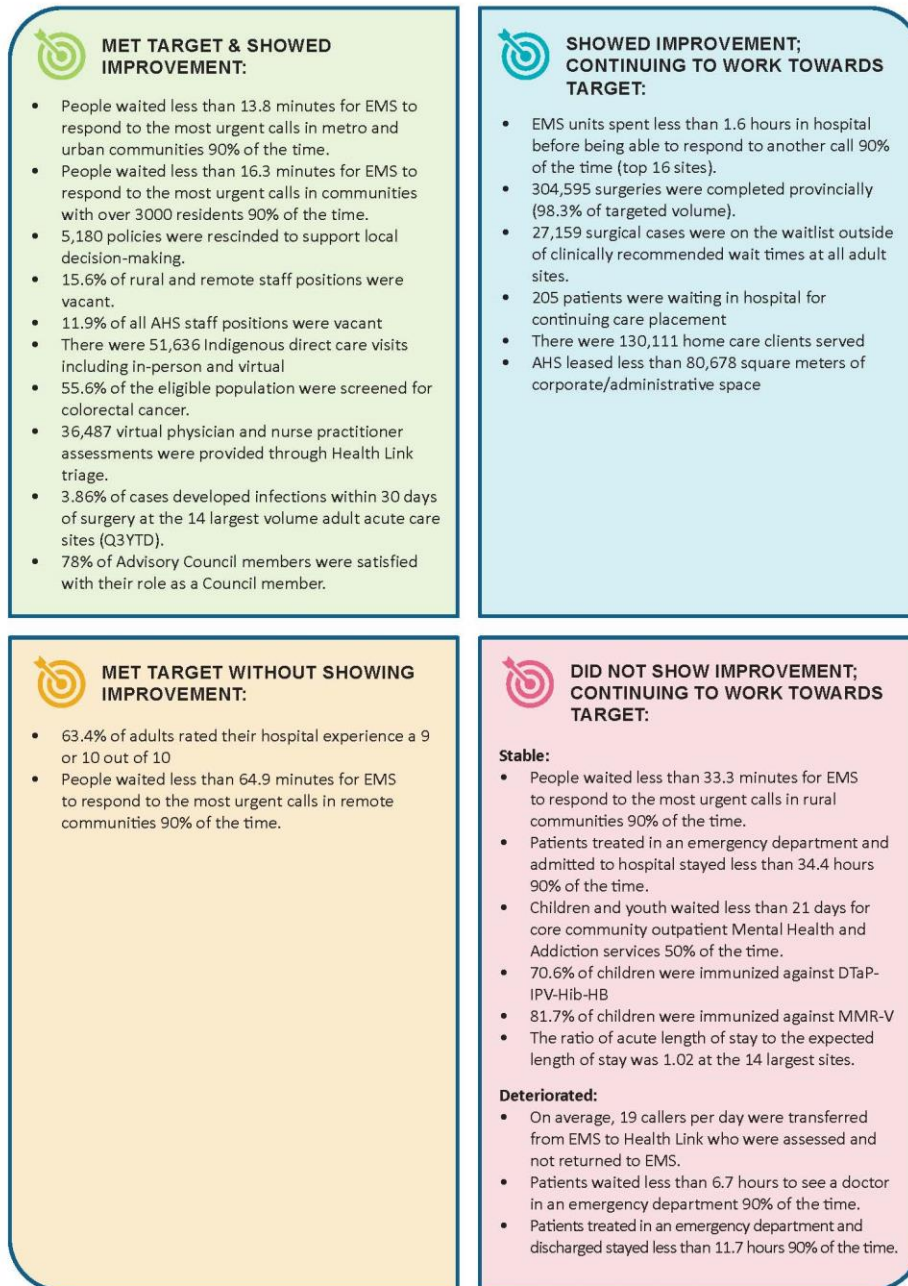 MET TARGET & SHOWED
IMPROVEMENT:
• People waited less than 13.8 minutes for EMS to
respond to the most urgent calls in metro and
urban communities 90% of the time.
• People waited less than 16.3 minutes for EMS to
respond to the most urgent calls in communities
with over 3000 residents 90% of the time.
• 5,180 policies were rescinded to support local
decision-making.
• 15.6% of rural and remote staff positions were
vacant.
• 11.9% of all AHS staff positions were vacant
• There were 51,636 Indigenous direct care visits
including in-person and virtual
• 55.6% of the eligible population were screened for
colorectal cancer.
• 36,487 virtual physician and nurse practitioner
assessments were provided through Health Link
triage.
• 3.86% of cases developed infections within 30 days
of surgery at the 14 largest volume adult acute care
sites (Q3YTD).
• 78% of Advisory Council members were satisfied
with their role as a Council member.
SHOWED IMPROVEMENT;
CONTINUING TO WORK TOWARDS
TARGET:
• EMS units spent less than 1.6 hours in hospital
before being able to respond to another call 90%
of the time (top 16 sites).
• 304,595 surgeries were completed provincially
(98.3% of targeted volume).
• 27,159 surgical cases were on the waitlist outside
of clinically recommended wait times at all adult
sites.
• 205 patients were waiting in hospital for
continuing care placement
• There were 130,111 home care clients served
• AHS leased less than 80,678 square meters of
corporate/administrative space
MET TARGET WITHOUT SHOWING
IMPROVEMENT:
• 63.4% of adults rated their hospital experience a 9
or 10 out of 10
• People waited less than 64.9 minutes for EMS
to respond to the most urgent calls in remote
communities 90% of the time.
DID NOT SHOW IMPROVEMENT;
CONTINUING TO WORK TOWARDS
TARGET:
Stable:
• People waited less than 33.3 minutes for EMS
to respond to the most urgent calls in rural
communities 90% of the time.
• Patients treated in an emergency department and
admitted to hospital stayed less than 34.4 hours
90% of the time.
• Children and youth waited less than 21 days for
core community outpatient Mental Health and
Addiction services 50% of the time.
• 70.6% of children were immunized against DTaP-
IPV-Hib-HB
• 81.7% of children were immunized against MMR-V
• The ratio of acute length of stay to the expected
length of stay was 1.02 at the 14 largest sites.
Deteriorated:
• On average, 19 callers per day were transferred
from EMS to Health Link who were assessed and
not returned to EMS.
• Patients waited less than 6.7 hours to see a doctor
in an emergency department 90% of the time.
• Patients treated in an emergency department and
discharged stayed less than 11.7 hours 90% of the time.